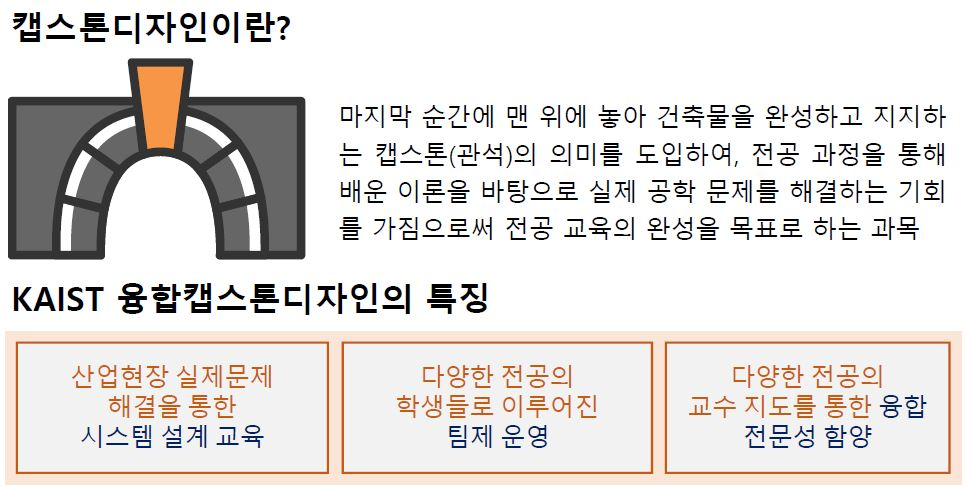 캡스톤디자인이란?
마지막 순간에 맨 위에 놓아 건축물을 완성하고 지지하
는 캡스톤(관석)의 의미를 도입하여, 전공 과정을 통해
배운 이론을 바탕으로 실제 공학 문제를 해결하는 기회
를 가짐으로써 전공 교육의 완성을 목표로 하는 과목
KAIST 융합캡스톤디자인의 특징
산업현장 실제문제
해결을 통한
시스템 설계 교육
다양한 전공의
학생들로 이루어진
팀제 운영
다양한 전공의
교수 지도를 통한 융합
전문성 함양